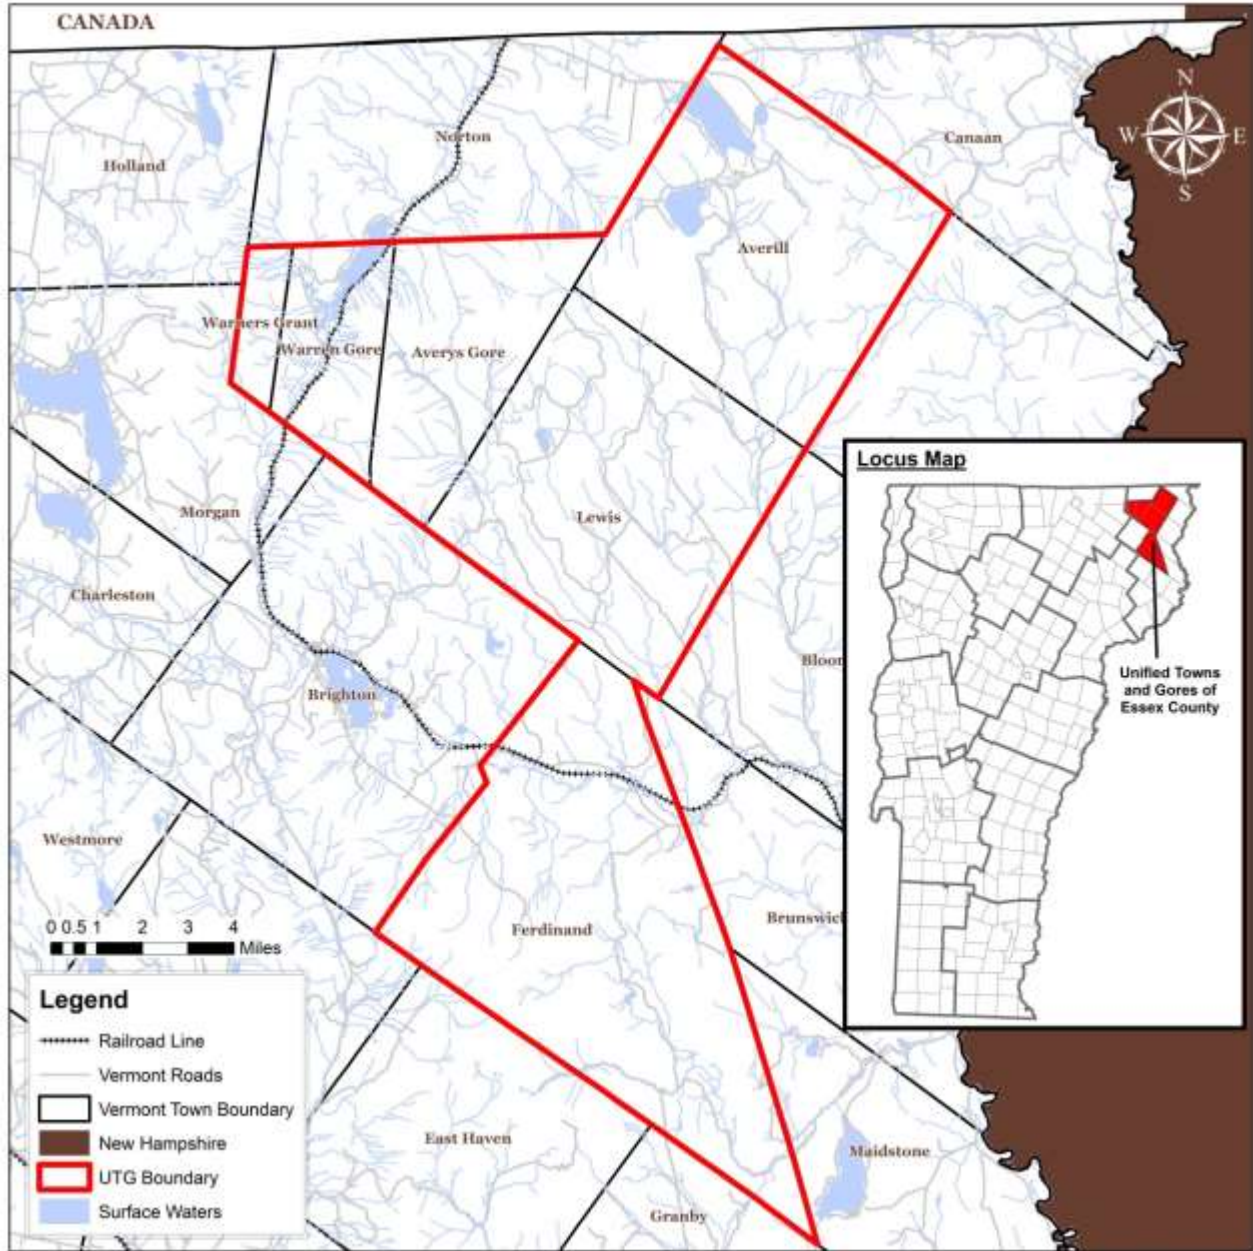 CANADA
N
W E
S
Norton
Canaan
Holland
Averill
Warners Grant
Warren Gore
Averys Gore
Locus Map
Morgan
Lewis
Charleston
Bloom
Unified Towns
and Gores of
Essex County
Brighton
Westmore
Brunswick
Ferdinand
0 0.5 1 2 3 4
Miles
Legend
Railroad Line
Vermont Roads
Vermont Town Boundary
New Hampshire
UTG Boundary
Surface Waters
East Haven
Maidstone
Granby